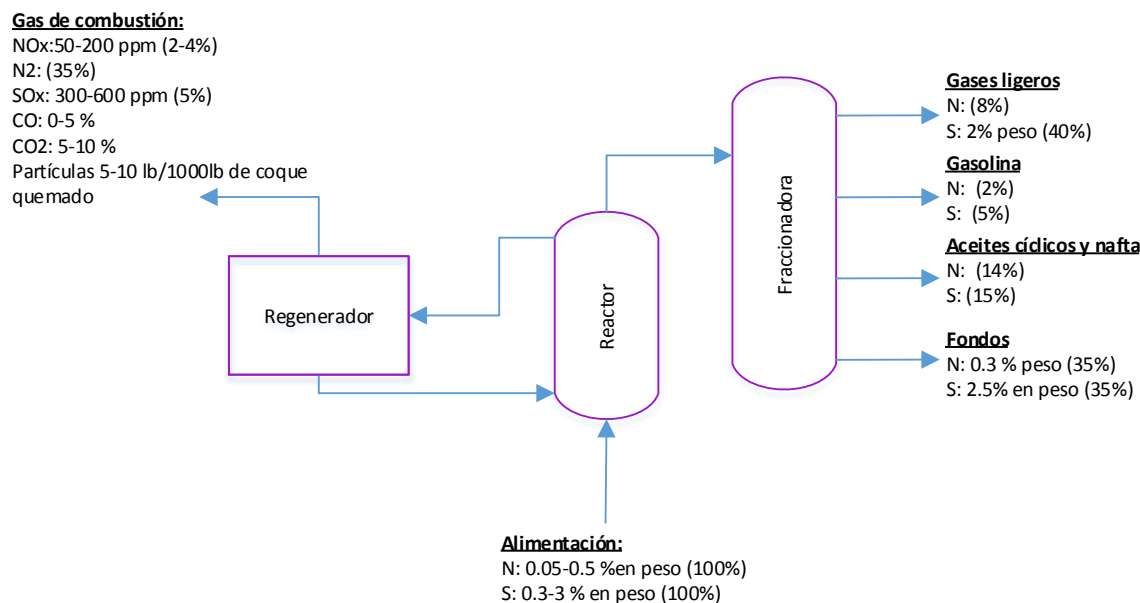 Gas de combustión:
NOx:50-200 ppm (2-4%)
N2: (35%)
SOx: 300-600 ppm (5%)
CO: 0-5 %
CO2: 5-10 %
Partículas 5-10 lb/1000lb de coque
quemado
Regenerador
Reactor
Fraccionadora
Gases ligeros
N: (8%)
S: 2% peso (40%)
Gasolina
N: (2%)
S: (5%)
Aceites cíclicos y nafta
N: (14%)
S: (15%)
Fondos
N: 0.3 % peso (35%)
S: 2.5% en peso (35%)
Alimentación:
N: 0.05-0.5 %en peso (100%)
S: 0.3-3 % en peso (100%)